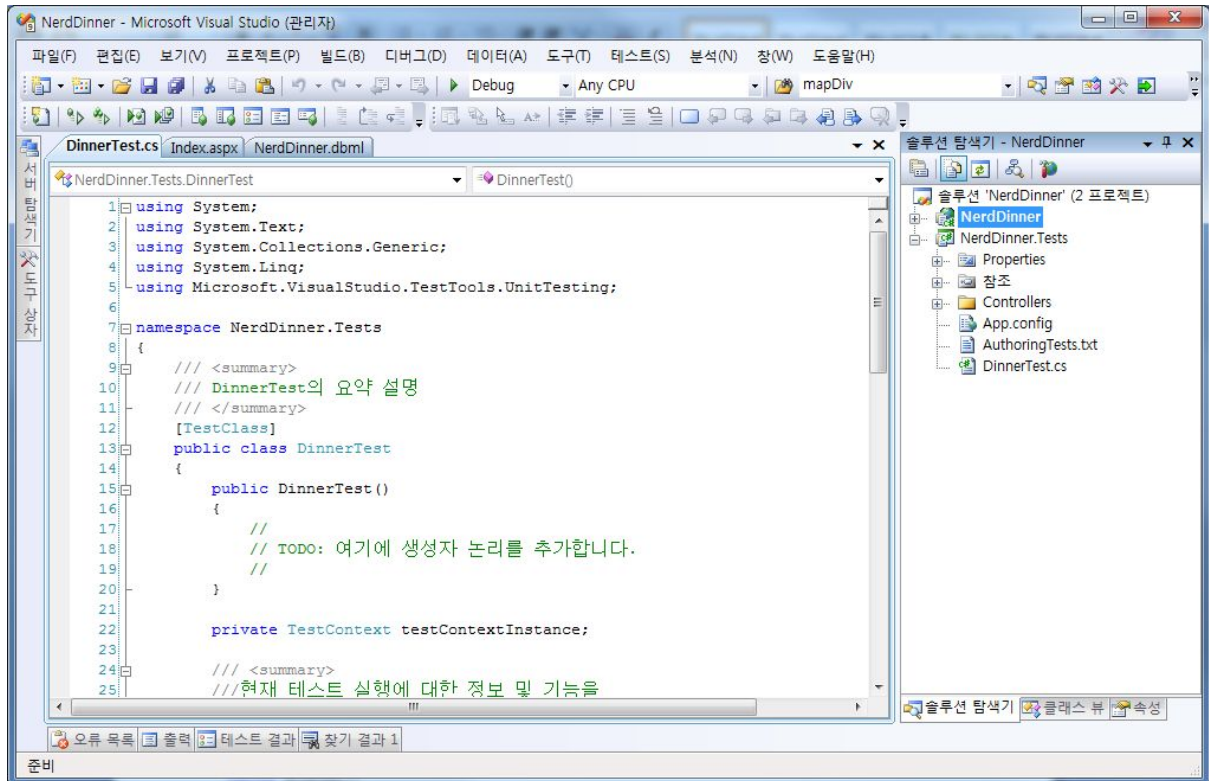 NerdDinner - Microsoft Visual Studio (관리자)
파일(F) 편집(E) 보기(V) 프로젝트(P) 빌드(B) 디버그(D) 데이터(A) 도구(T) 테스트(S) 분석(N) 창(W) 도움말(H)
Debug Any CPU mapDiv
DinnerTest.cs Index.aspx NerdDinner.dbml
NerdDinner.Tests.DinnerTest DinnerTest()
1 using System;
2 using System.Text;
3 using System.Collections.Generic;
4 using System.Linq;
5 using Microsoft.VisualStudio.TestTools.UnitTesting;
6
7 namespace NerdDinner.Tests
8 {
9 /// <summary>
10 /// DinnerTest의 요약 설명
11 /// </summary>
12 [TestClass]
13 public class DinnerTest
14 {
15 public DinnerTest()
16 {
17 //
18 // TODO: 여기에 생성자 논리를 추가합니다.
19 //
20 }
21
22 private TestContext testContextInstance;
23
24 /// <summary>
25 ///현재 테스트 실행에 대한 정보 및 기능을
서버 탐색기
도구 상자
솔루션 탐색기 - NerdDinner
솔루션 'NerdDinner' (2 프로젝트)
NerdDinner
NerdDinner.Tests
Properties
참조
Controllers
App.config
AuthoringTests.txt
DinnerTest.cs
솔루션 탐색기 클래스 뷰 속성
오류 목록 출력 테스트 결과 찾기 결과 1
준비